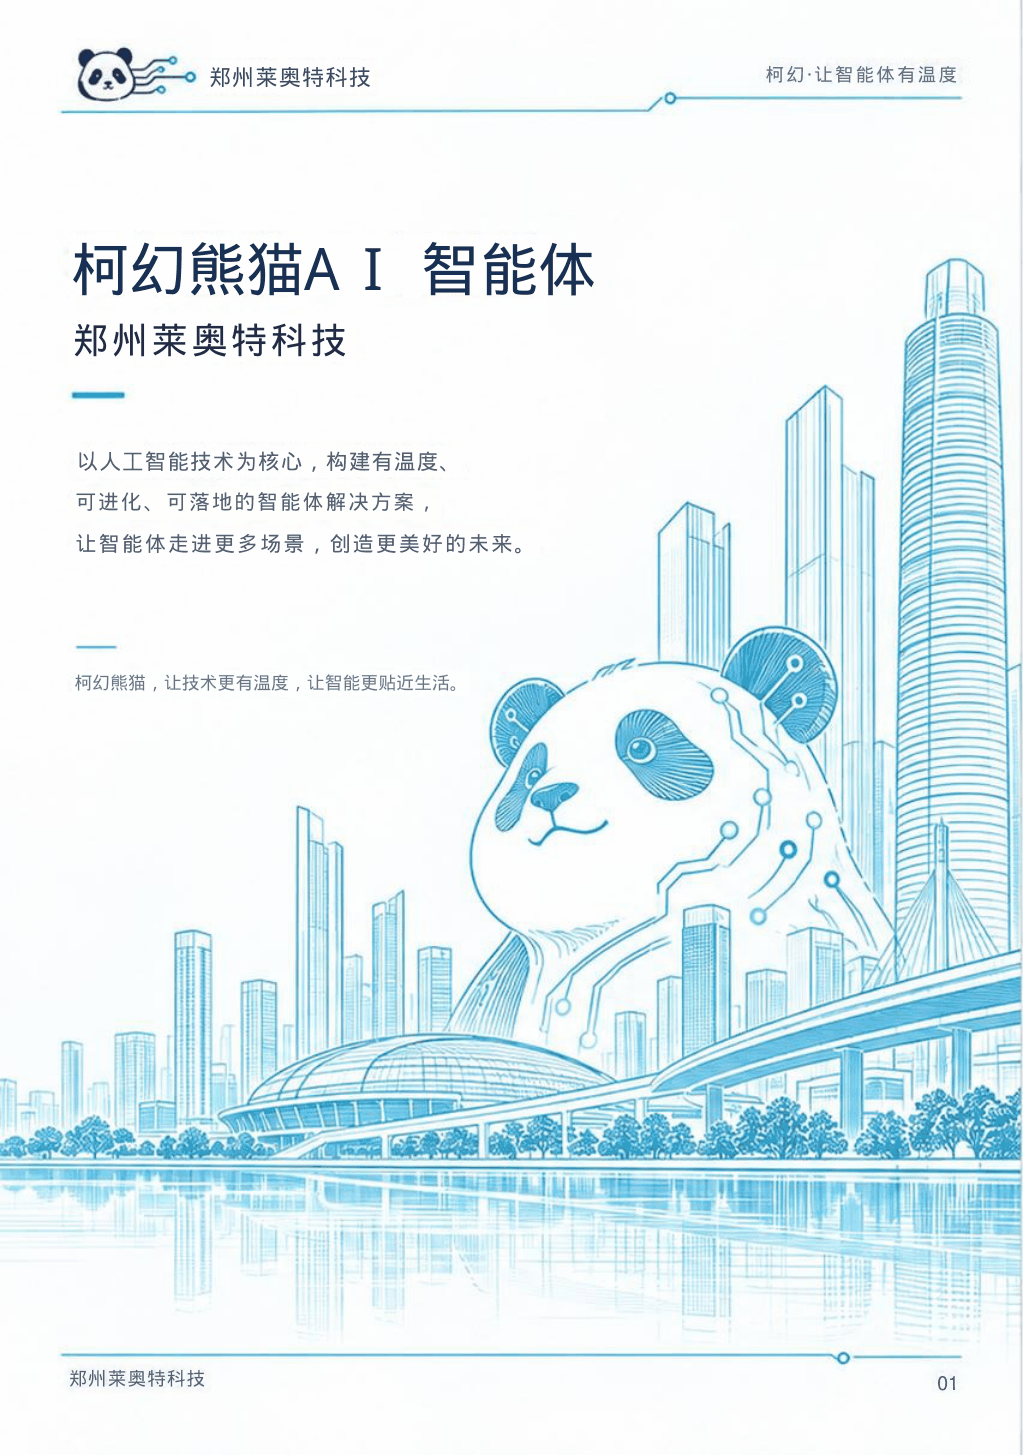 郑州莱奥特科技
柯幻·让智能体有温度
柯幻熊猫AI 智能体
郑州莱奥特科技
以人工智能技术为核心，构建有温度、
可进化、可落地的智能体解决方案，
让智能体走进更多场景，创造更美好的未来。
柯幻熊猫，让技术更有温度，让智能更贴近生活。
郑州莱奥特科技
01